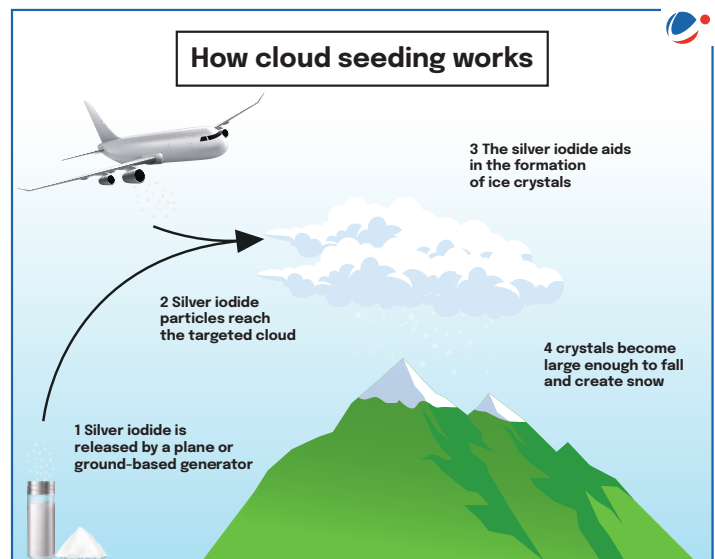 How cloud seeding works
3 The silver iodide aids
in the formation
of ice crystals
2 Silver iodide
particles reach
the targeted cloud
4 crystals become
large enough to fall
and create snow
1 Silver iodide is
released by a plane or
ground-based generator